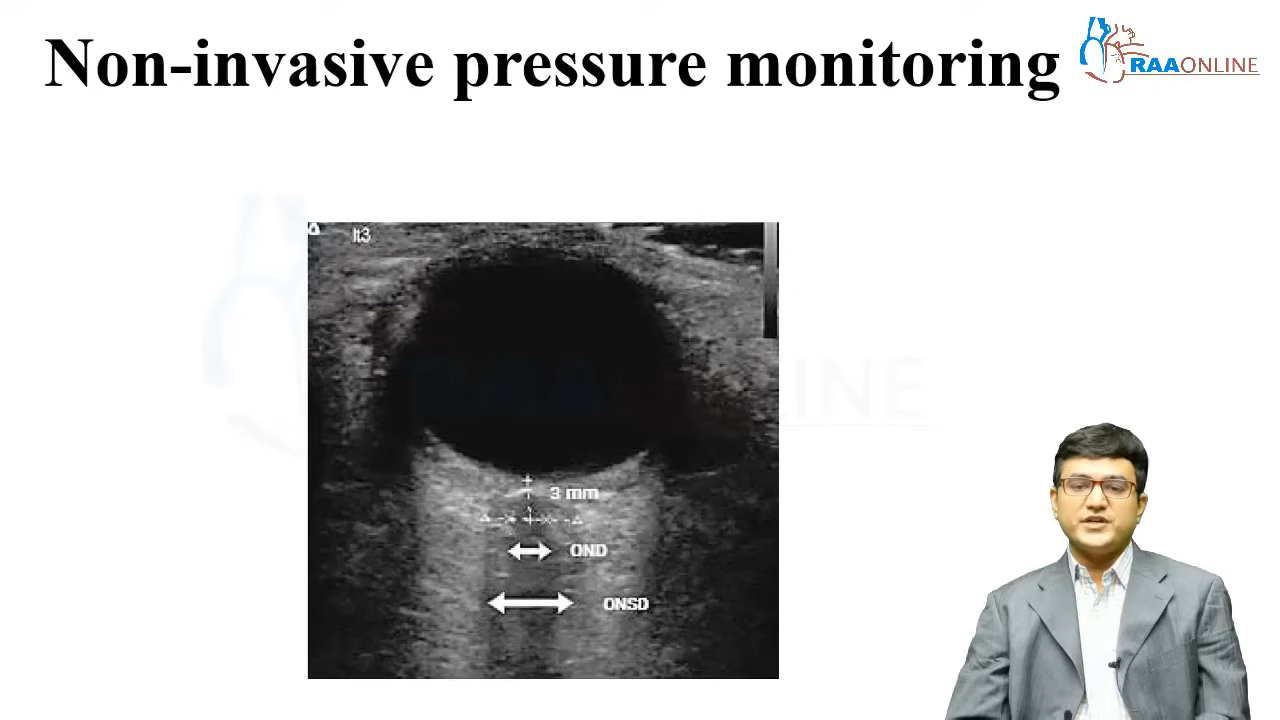 Non-invasive pressure monitoring
RAAONLINE
lt3
3 mm
OND
ONSD